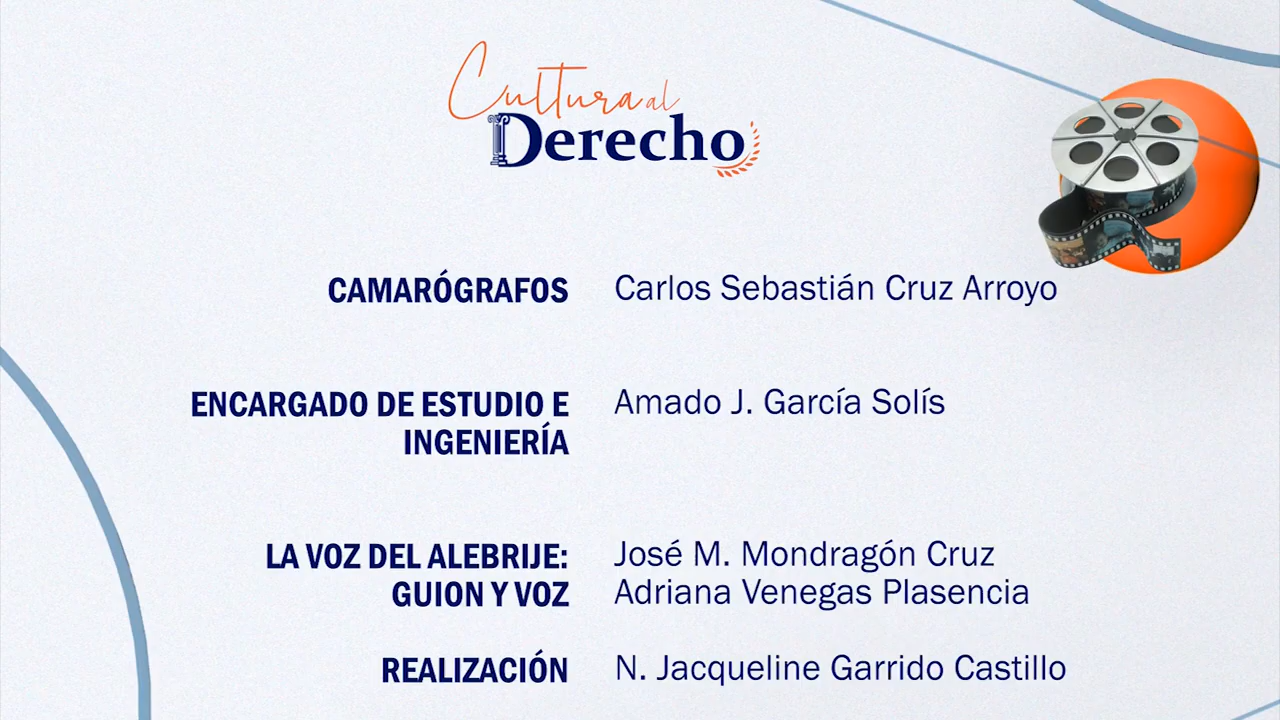 Cultura al
Derecho
CAMARÓGRAFOS Carlos Sebastián Cruz Arroyo
ENCARGADO DE ESTUDIO E Amado J. García Solís
INGENIERÍA
LA VOZ DEL ALEBRIJE: José M. Mondragón Cruz
GUION Y VOZ Adriana Venegas Plasencia
REALIZACIÓN N. Jacqueline Garrido Castillo